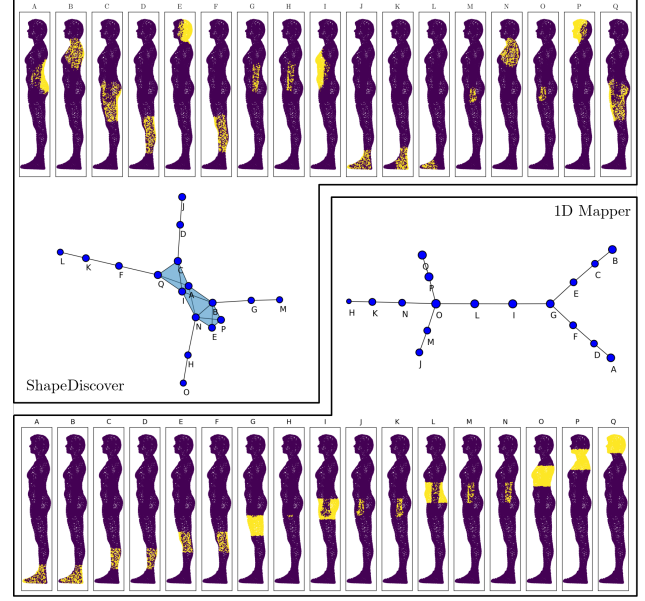 A B C D E F G H I J K L M N O P Q
1D Mapper
J
D
L
K
F
C
Q
A
I
B
G
M
N
P
E
H
O
ShapeDiscover
Q
P
H
K
N
O
L
I
G
M
J
B
C
E
F
D
A
A B C D E F G H I J K L M N O P Q